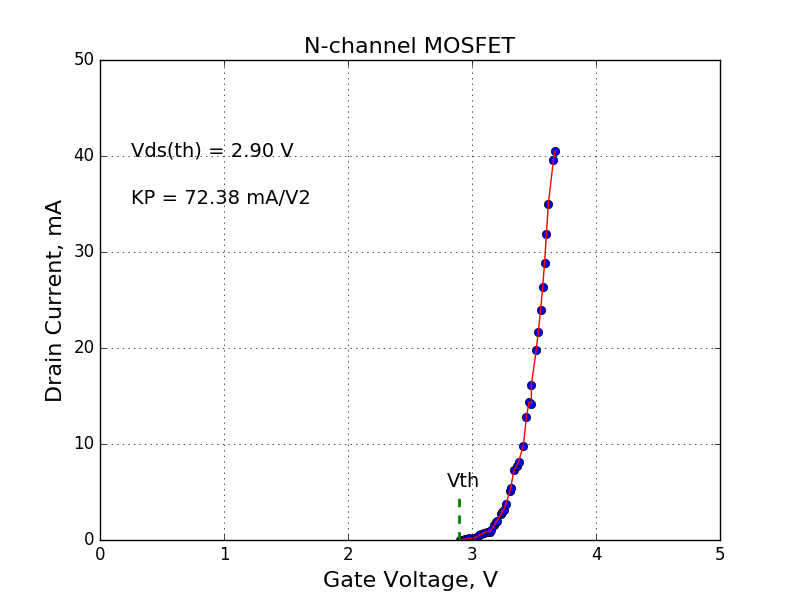 N-channel MOSFET
50
40
30
20
10
0
Drain Current, mA
Vds(th) = 2.90 V
KP = 72.38 mA/V2
Vth
0 1 2 3 4 5
Gate Voltage, V